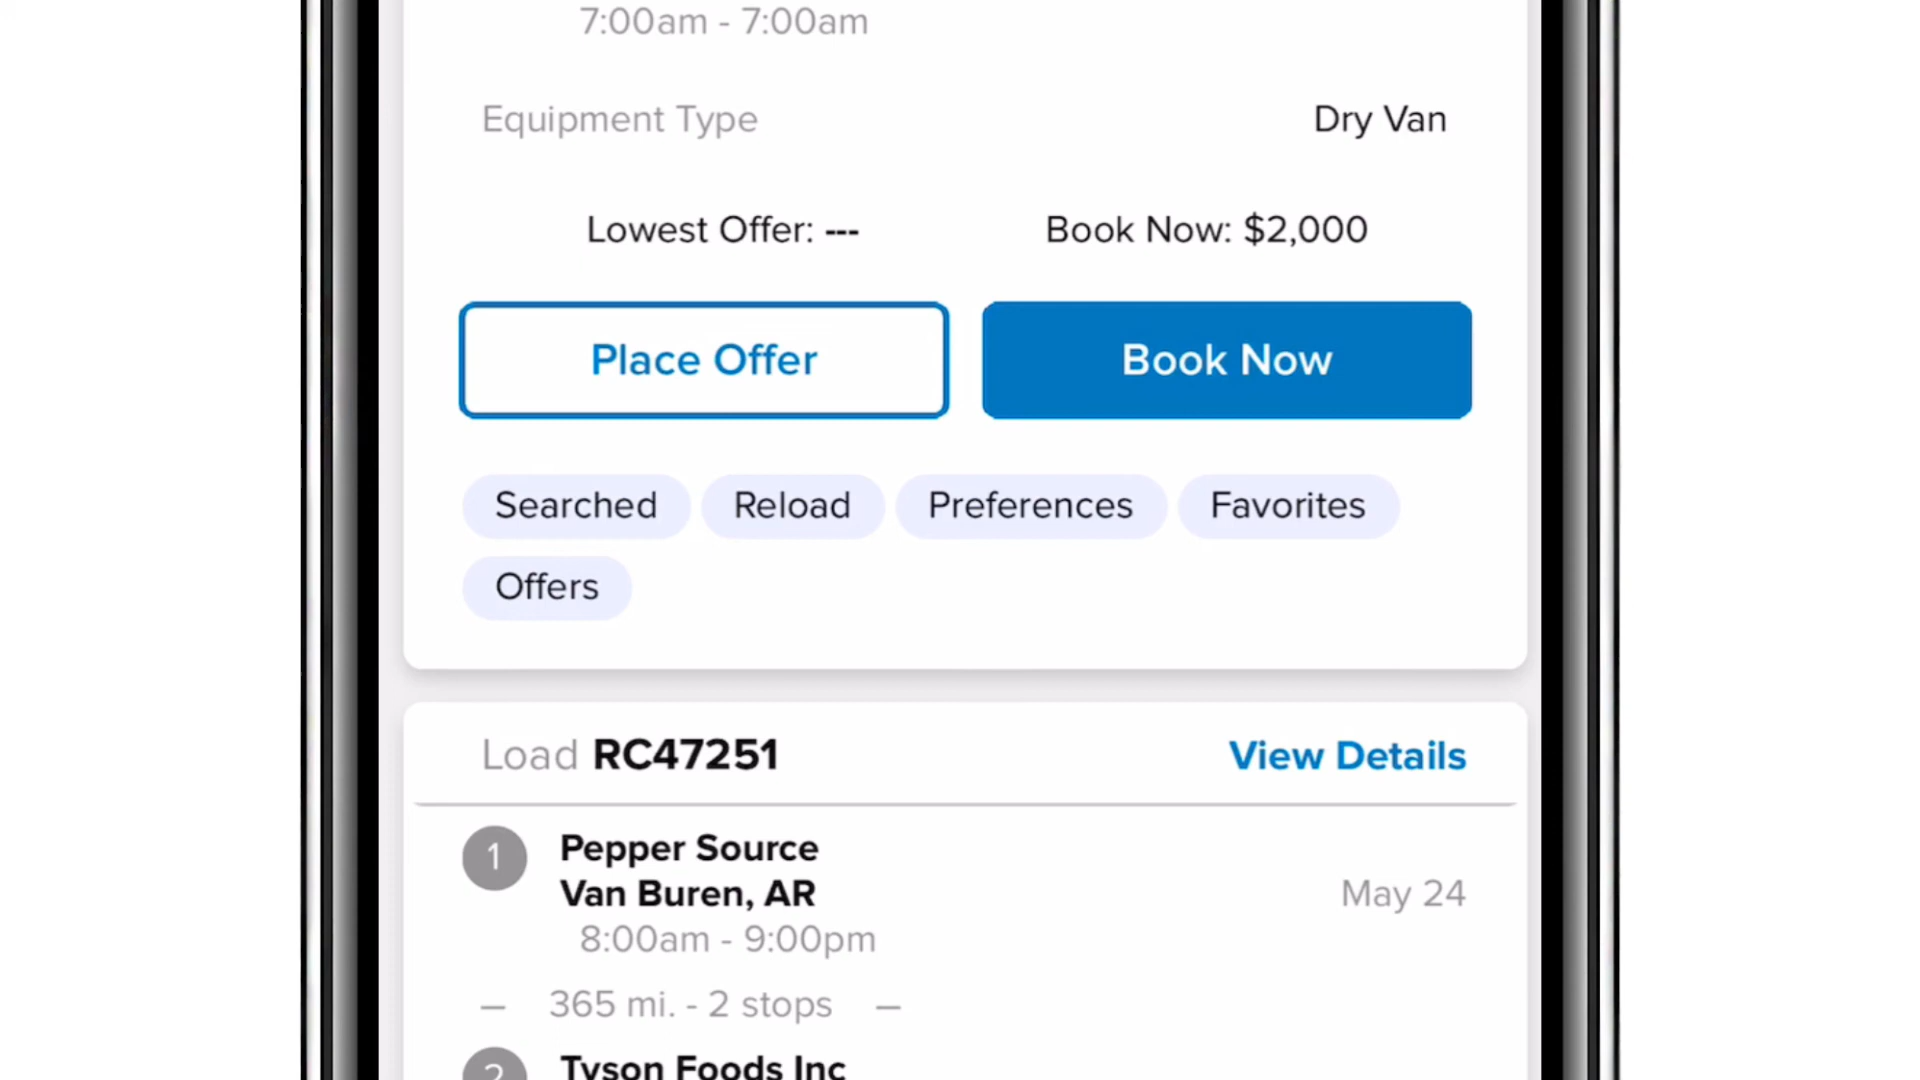 7:00am - 7:00am
Equipment Type Dry Van
Lowest Offer: --- Book Now: $2,000
Place Offer Book Now
Searched Reload Preferences Favorites
Offers
Load RC47251 View Details
1 Pepper Source
Van Buren, AR May 24
8:00am - 9:00pm
— 365 mi. - 2 stops —
2 Tyson Foods Inc